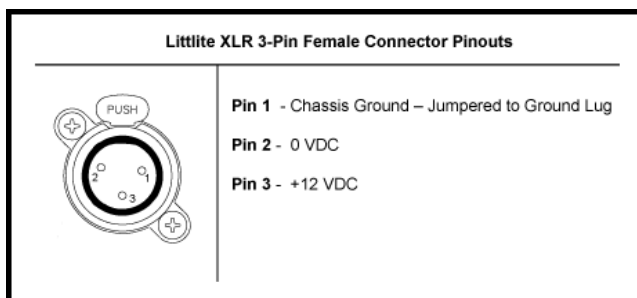 Littlite XLR 3-Pin Female Connector Pinouts
PUSH
2
1
3
Pin 1 - Chassis Ground – Jumpered to Ground Lug
Pin 2 - 0 VDC
Pin 3 - +12 VDC